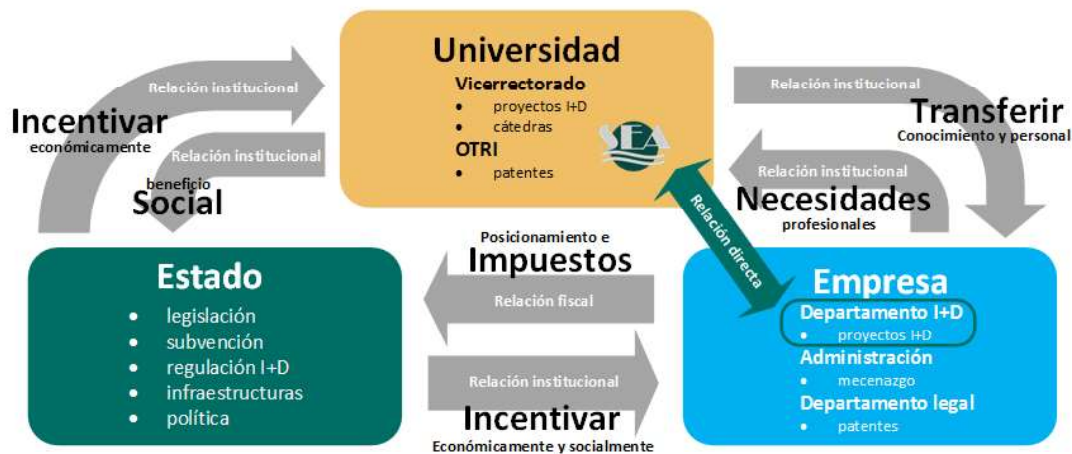 Universidad
Vicerrectorado
• proyectos I+D
• cátedras
OTRI
• patentes
SEA
Relación institucional
Incentivar
económicamente
Relación institucional
beneficio
Social
Relación institucional
Transferir
Conocimiento y personal
Relación institucional
Necesidades
profesionales
Relación directa
Posicionamiento e
Impuestos
Relación fiscal
Relación institucional
Incentivar
Económicamente y socialmente
Estado
• legislación
• subvención
• regulación I+D
• infraestructuras
• política
Empresa
Departamento I+D
• proyectos I+D
Administración
• mecenazgo
Departamento legal
• patentes